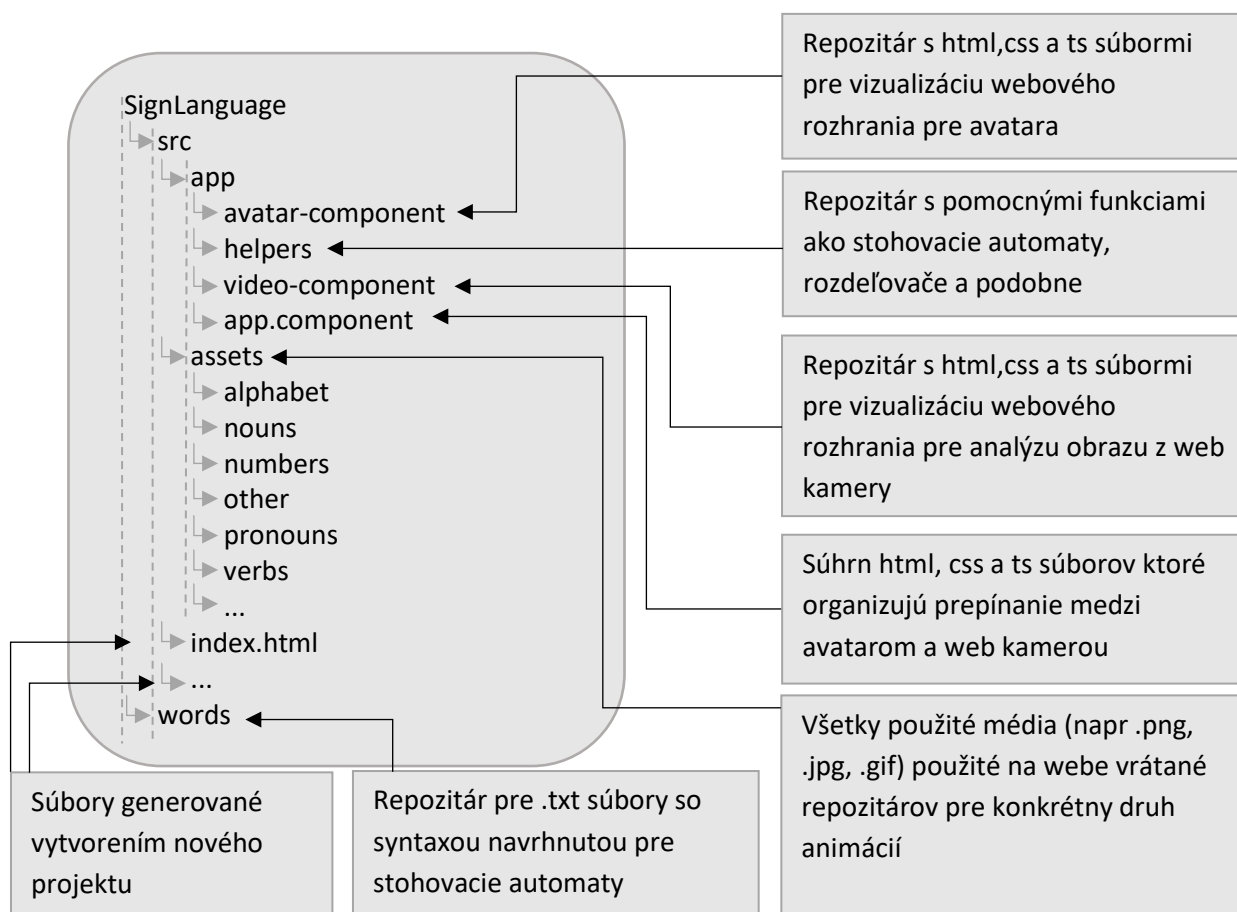 SignLanguage
src
app
avatar-component
helpers
video-component
app.component
assets
alphabet
nouns
numbers
other
pronouns
verbs
...
index.html
...
words
Repozitár s html,css a ts súbormi
pre vizualizáciu webového
rozhrania pre avatara
Repozitár s pomocnými funkciami
ako stohovacie automaty,
rozdeľovače a podobne
Repozitár s html,css a ts súbormi
pre vizualizáciu webového
rozhrania pre analýzu obrazu z web
kamery
Súhrn html, css a ts súborov ktoré
organizujú prepínanie medzi
avatarom a web kamerou
Všetky použité média (napr .png,
.jpg, .gif) použité na webe vrátané
repozitárov pre konkrétny druh
animácií
Súbory generované
vytvorením nového
projektu
Repozitár pre .txt súbory so
syntaxou navrhnutou pre
stohovacie automaty